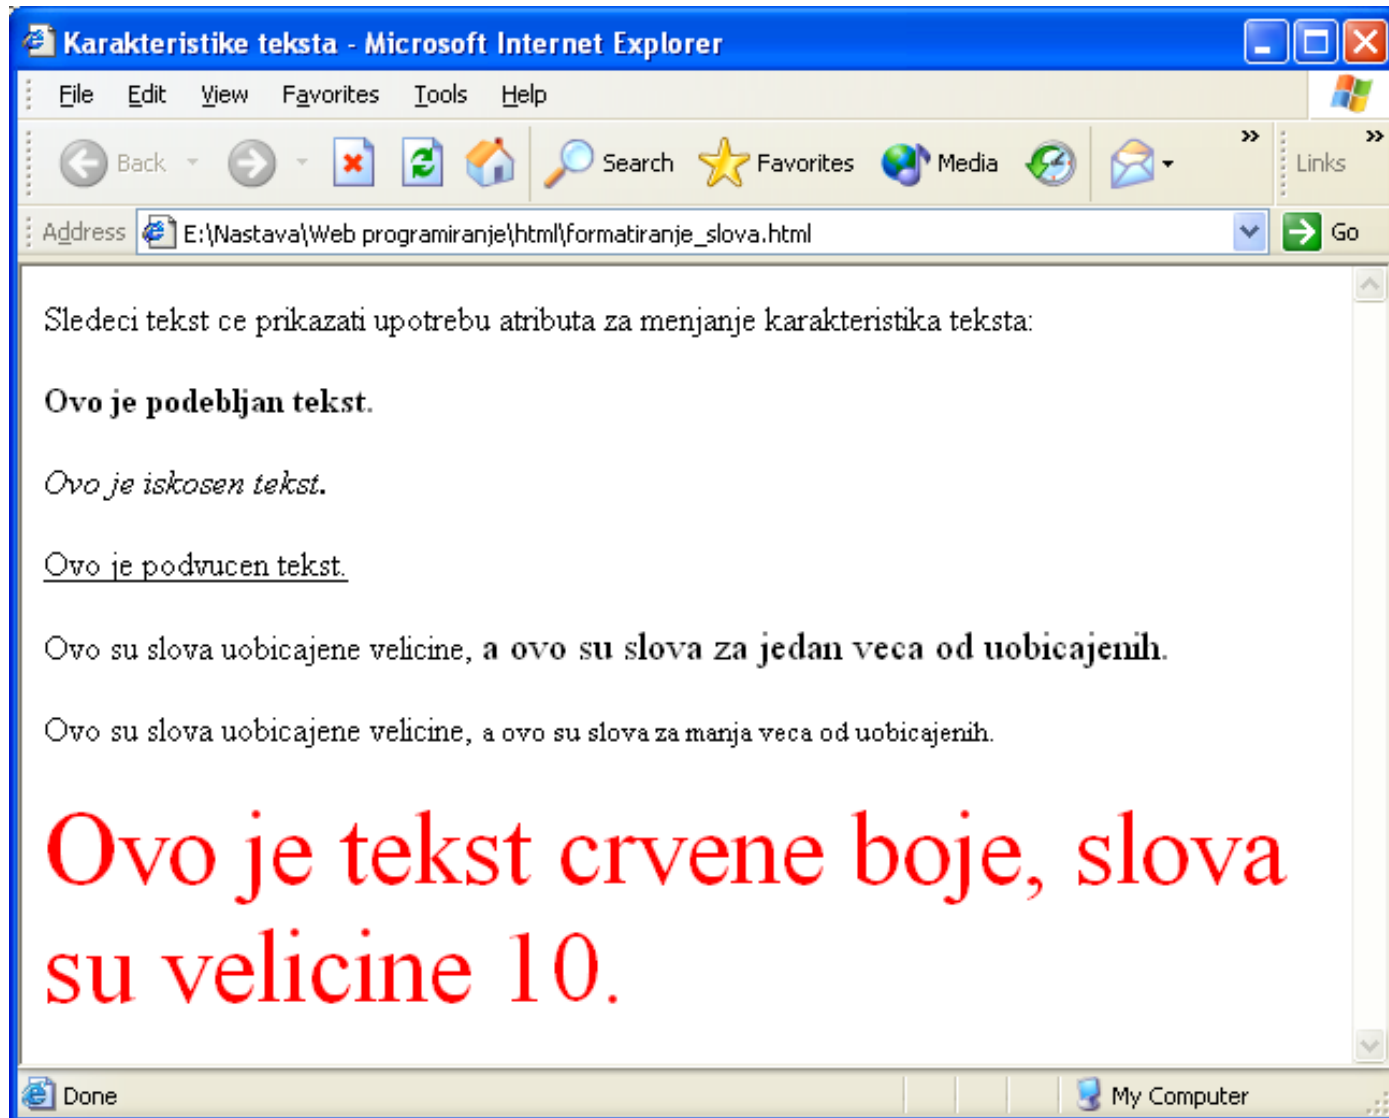 Karakteristike teksta - Microsoft Internet Explorer
File Edit View Favorites Tools Help
Back Search Favorites Media » Links »
Address E:\Nastava\Web programiranje\html\formatiranje_slova.html Go
Sledeci tekst ce prikazati upotrebu atributa za menjanje karakteristika teksta:
Ovo je podebljan tekst.
Ovo je iskosen tekst.
Ovo je podvucen tekst.
Ovo su slova uobicajene velicine, a ovo su slova za jedan veca od uobicajenih.
Ovo su slova uobicajene velicine, a ovo su slova za manja veca od uobicajenih.
Ovo je tekst crvene boje, slova
su velicine 10.
Done My Computer